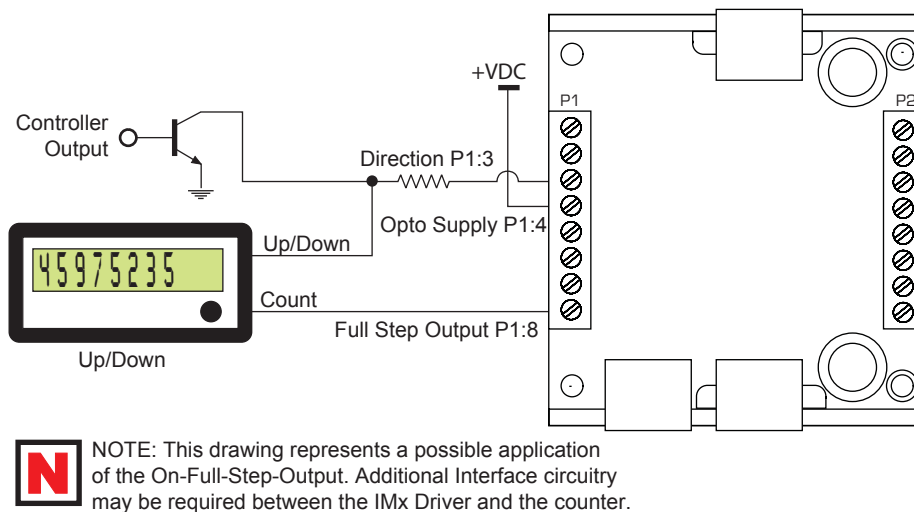 +VDC
P1
P2
Controller
Output
Direction P1:3
Opto Supply P1:4
Up/Down
45975235
Count
Full Step Output P1:8
Up/Down
N
NOTE: This drawing represents a possible application
of the On-Full-Step-Output. Additional Interface circuitry
may be required between the IMx Driver and the counter.